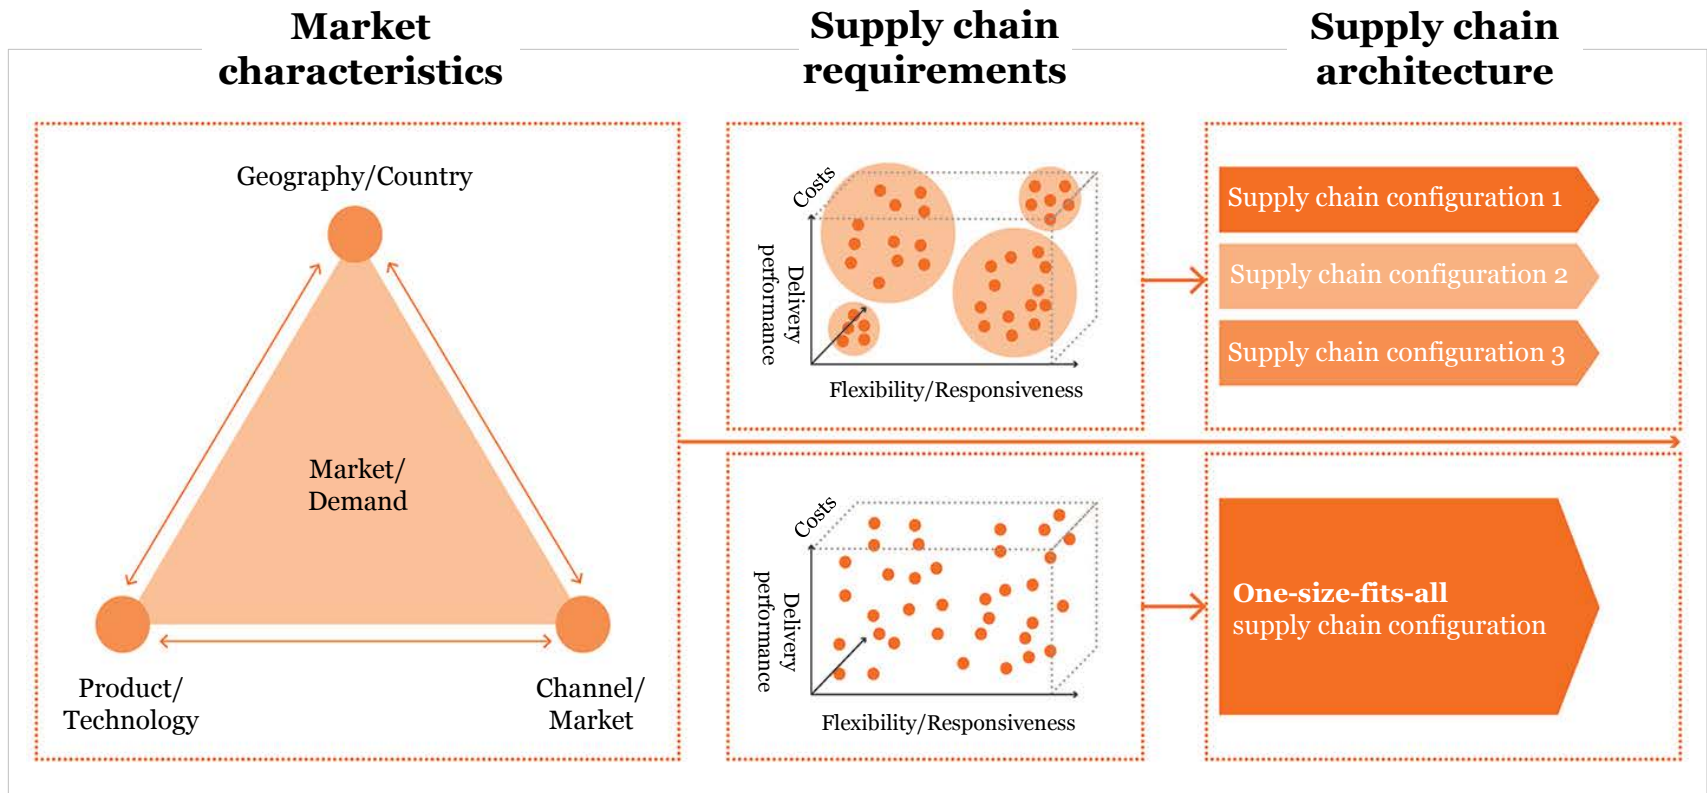 Market
characteristics
Supply chain
requirements
Supply chain
architecture
Geography/Country
Market/
Demand
Product/
Technology
Channel/
Market
Costs
Delivery
performance
Flexibility/Responsiveness
Supply chain configuration 1
Supply chain configuration 2
Supply chain configuration 3
Costs
Delivery
performance
Flexibility/Responsiveness
One-size-fits-all
supply chain configuration